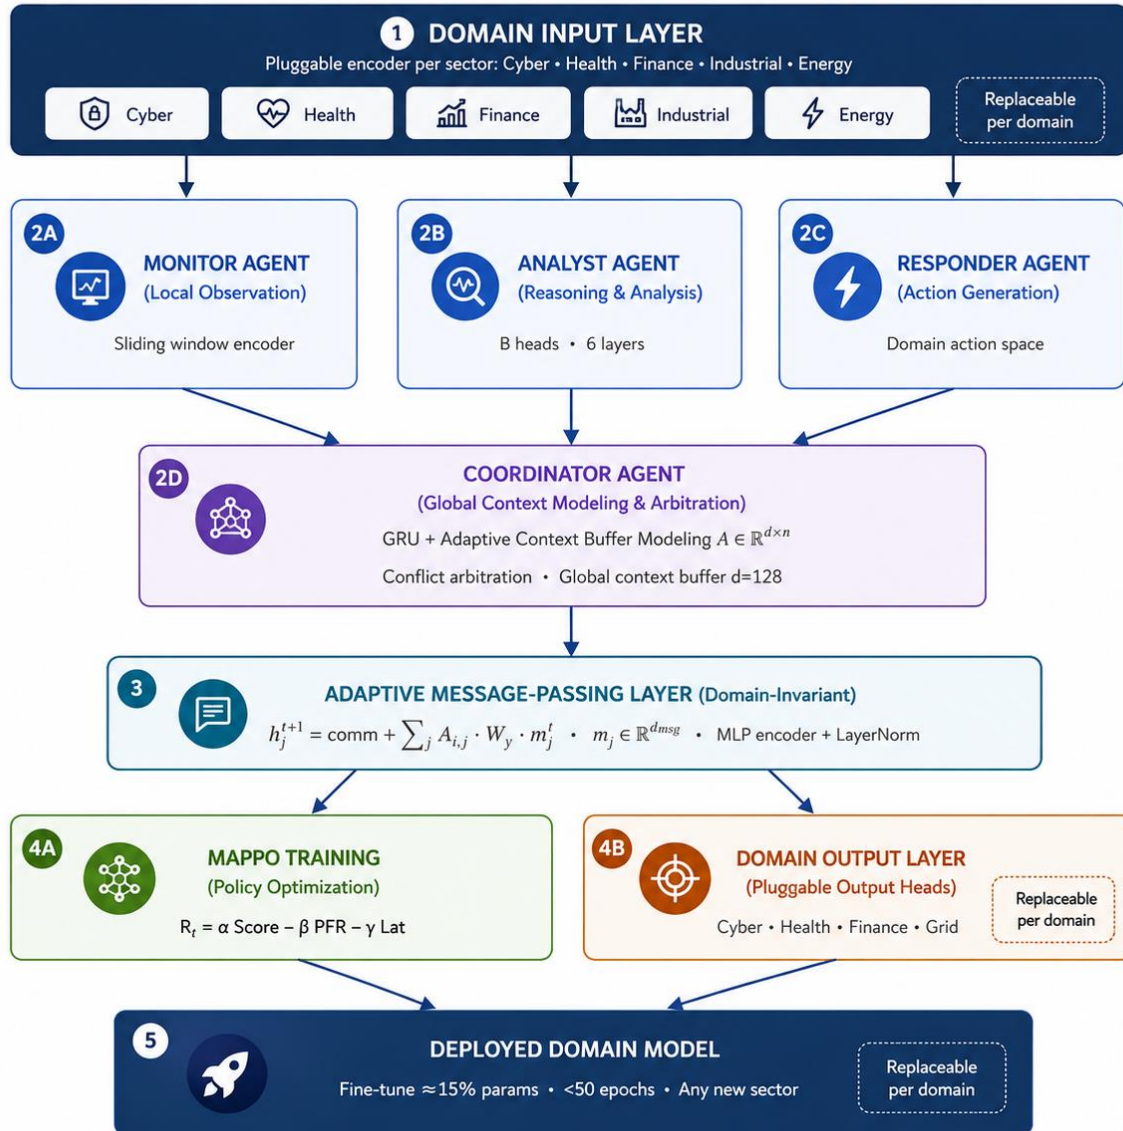 1 DOMAIN INPUT LAYER
Pluggable encoder per sector: Cyber • Health • Finance • Industrial • Energy
Cyber
Health
Finance
Industrial
Energy
Replaceable
per domain
2A
MONITOR AGENT
(Local Observation)
Sliding window encoder
2B
ANALYST AGENT
(Reasoning & Analysis)
B heads • 6 layers
2C
RESPONDER AGENT
(Action Generation)
Domain action space
2D
COORDINATOR AGENT
(Global Context Modeling & Arbitration)
GRU + Adaptive Context Buffer Modeling A ∈ ℝ^{d×n}
Conflict arbitration • Global context buffer d=128
3
ADAPTIVE MESSAGE-PASSING LAYER (Domain-Invariant)
h_j^{t+1} = comm + ∑_j A_{i,j} · W_y · m_j^t • m_j ∈ ℝ^{d_{msg}} • MLP encoder + LayerNorm
4A
MAPPO TRAINING
(Policy Optimization)
R_t = α Score – β PFR – γ Lat
4B
DOMAIN OUTPUT LAYER
(Pluggable Output Heads)
Cyber • Health • Finance • Grid
Replaceable
per domain
5
DEPLOYED DOMAIN MODEL
Fine-tune ≈15% params • <50 epochs • Any new sector
Replaceable
per domain